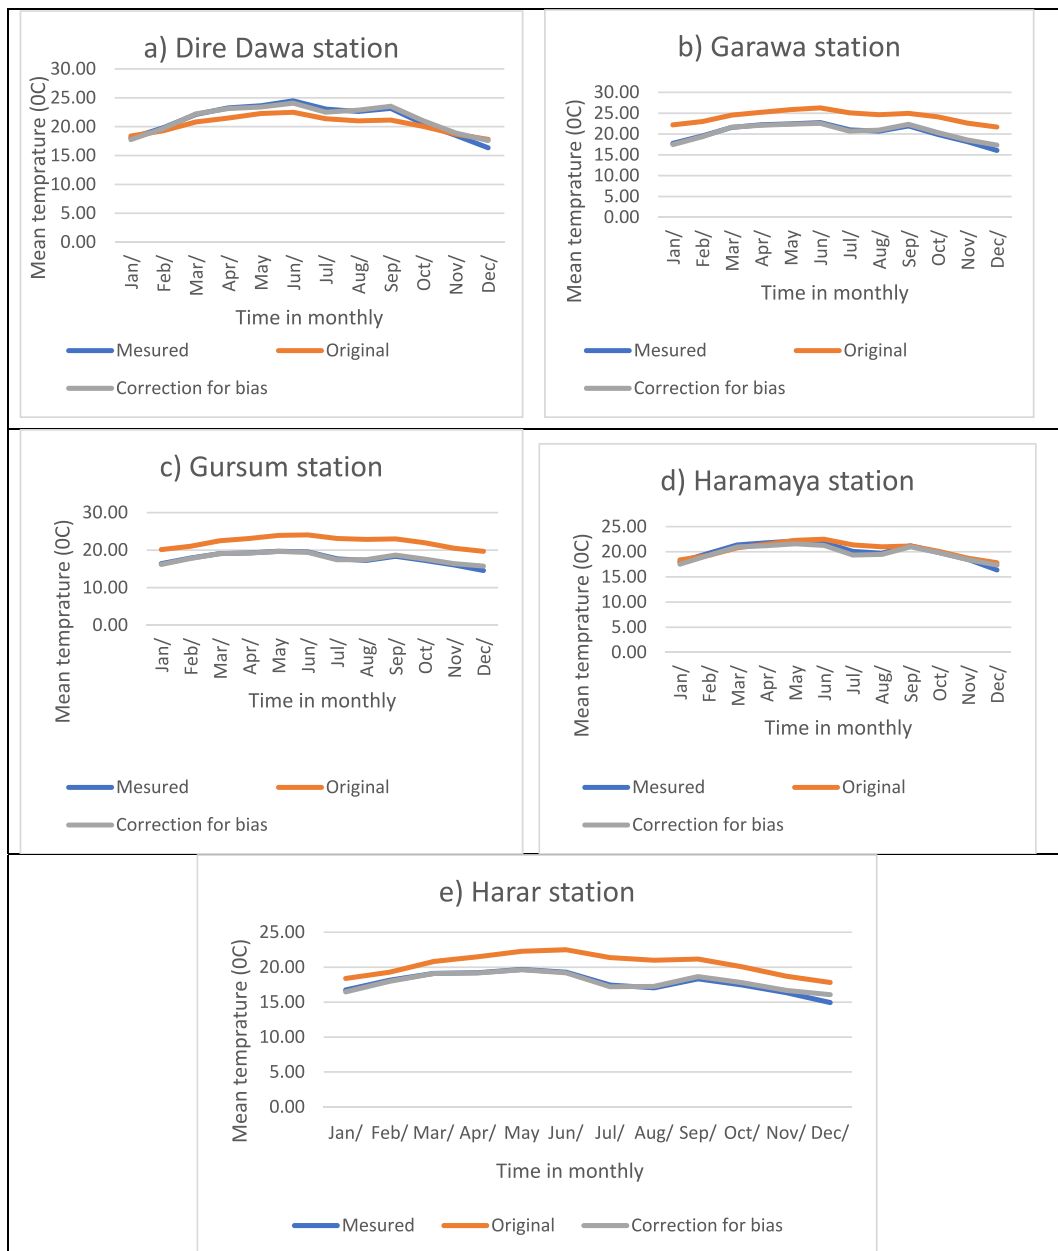 a) Dire Dawa station
30.00
25.00
20.00
15.00
10.00
5.00
0.00
Mean temprature (0C)
Jan/ Feb/ Mar/ Apr/ May Jun/ Jul/ Aug/ Sep/ Oct/ Nov/ Dec/
Time in monthly
Mesured Original
Correction for bias
b) Garawa station
30.00
25.00
20.00
15.00
10.00
5.00
0.00
Mean temprature (0C)
Jan/ Feb/ Mar/ Apr/ May Jun/ Jul/ Aug/ Sep/ Oct/ Nov/ Dec/
Time in monthly
Mesured Original
Correction for bias
c) Gursum station
30.00
20.00
10.00
0.00
Mean temprature (0C)
Jan/ Feb/ Mar/ Apr/ May Jun/ Jul/ Aug/ Sep/ Oct/ Nov/ Dec/
Time in monthly
Mesured Original
Correction for bias
d) Haramaya station
25.00
20.00
15.00
10.00
5.00
0.00
Mean temprature (0C)
Jan/ Feb/ Mar/ Apr/ May Jun/ Jul/ Aug/ Sep/ Oct/ Nov/ Dec/
Time in monthly
Mesured Original
Correction for bias
e) Harar station
25.00
20.00
15.00
10.00
5.00
0.00
Mean temprature (0C)
Jan/ Feb/ Mar/ Apr/ May Jun/ Jul/ Aug/ Sep/ Oct/ Nov/ Dec/
Time in monthly
Mesured Original Correction for bias